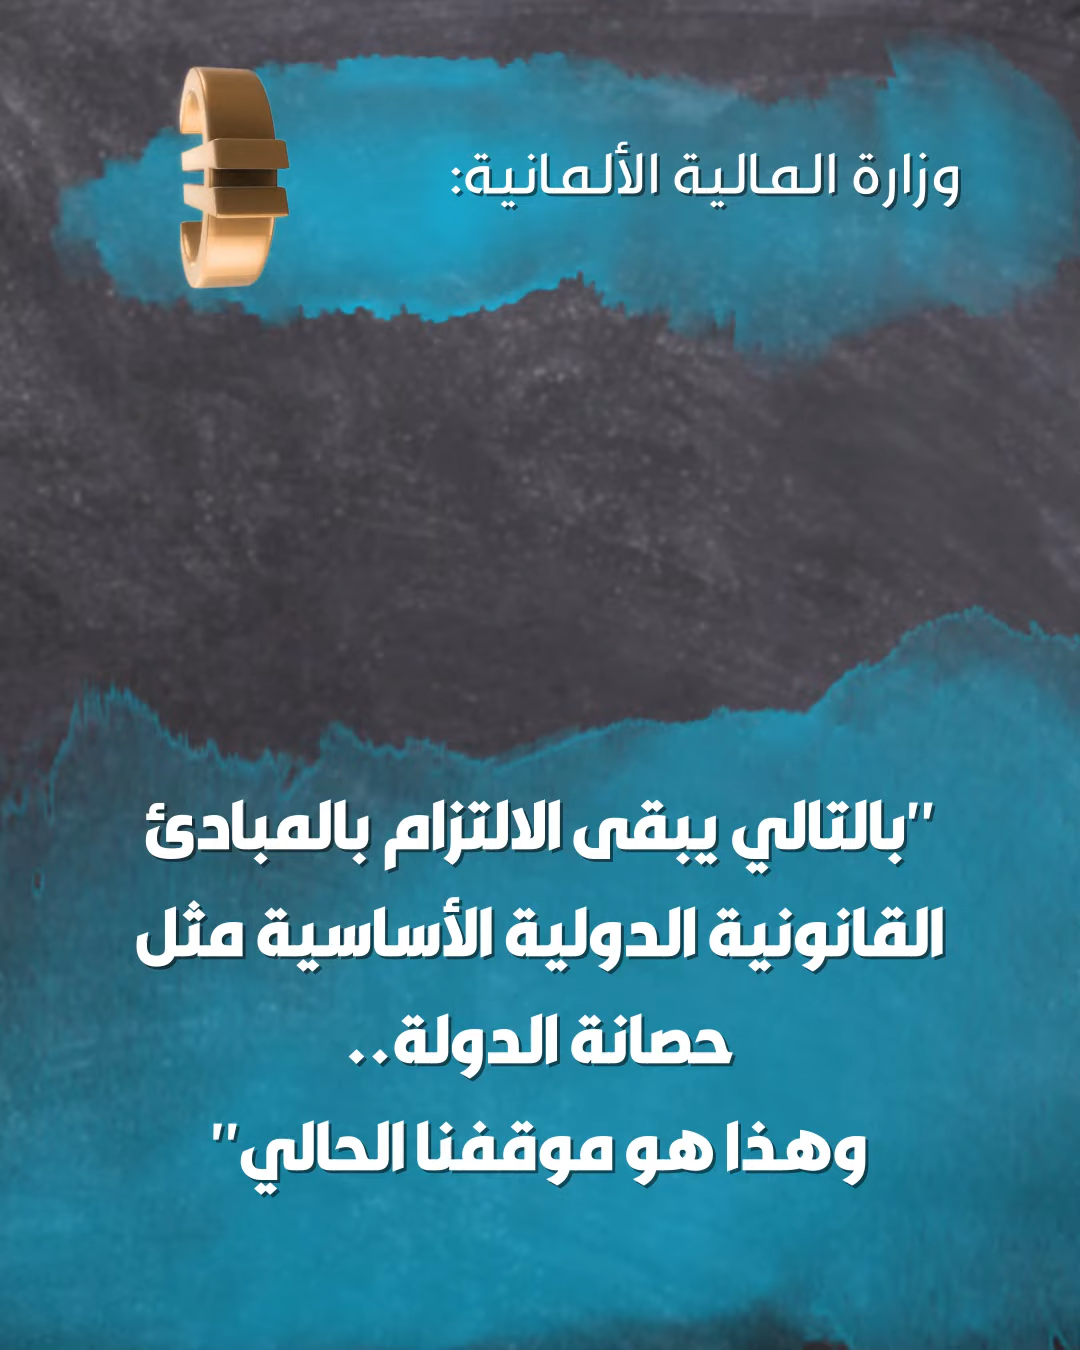 وزارة المالية الألمانية:
"بالتالي يبقى الالتزام بالمبادئ
القانونية الدولية الأساسية مثل
حصانة الدولة..
وهذا هو موقفنا الحالي"